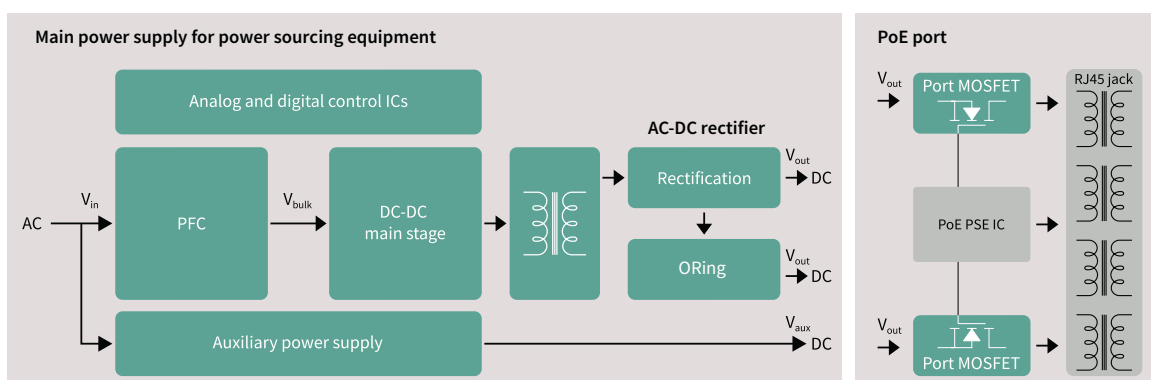 Main power supply for power sourcing equipment
Analog and digital control ICs
AC
Vin
PFC
Vbulk
DC-DC
main stage
AC-DC rectifier
Rectification
Vout
DC
ORing
Vout
DC
Auxiliary power supply
Vaux
DC
PoE port
Vout
Port MOSFET
RJ45 jack
PoE PSE IC
Vout
Port MOSFET